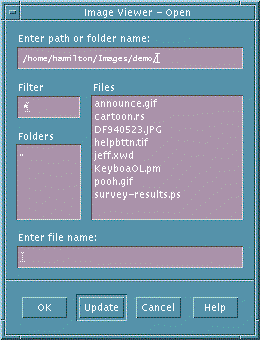 Image Viewer - Open
Enter path or folder name:
/home/hamilton/Images/demo
Filter
Files
*
announce.gif
cartoon.rs
DF940523.JPG
Folders
helpbttn.tif
..
jeff.xwd
KeyboaOL.pm
pooh.gif
survey-results.ps
Enter file name:
OK
Update
Cancel
Help